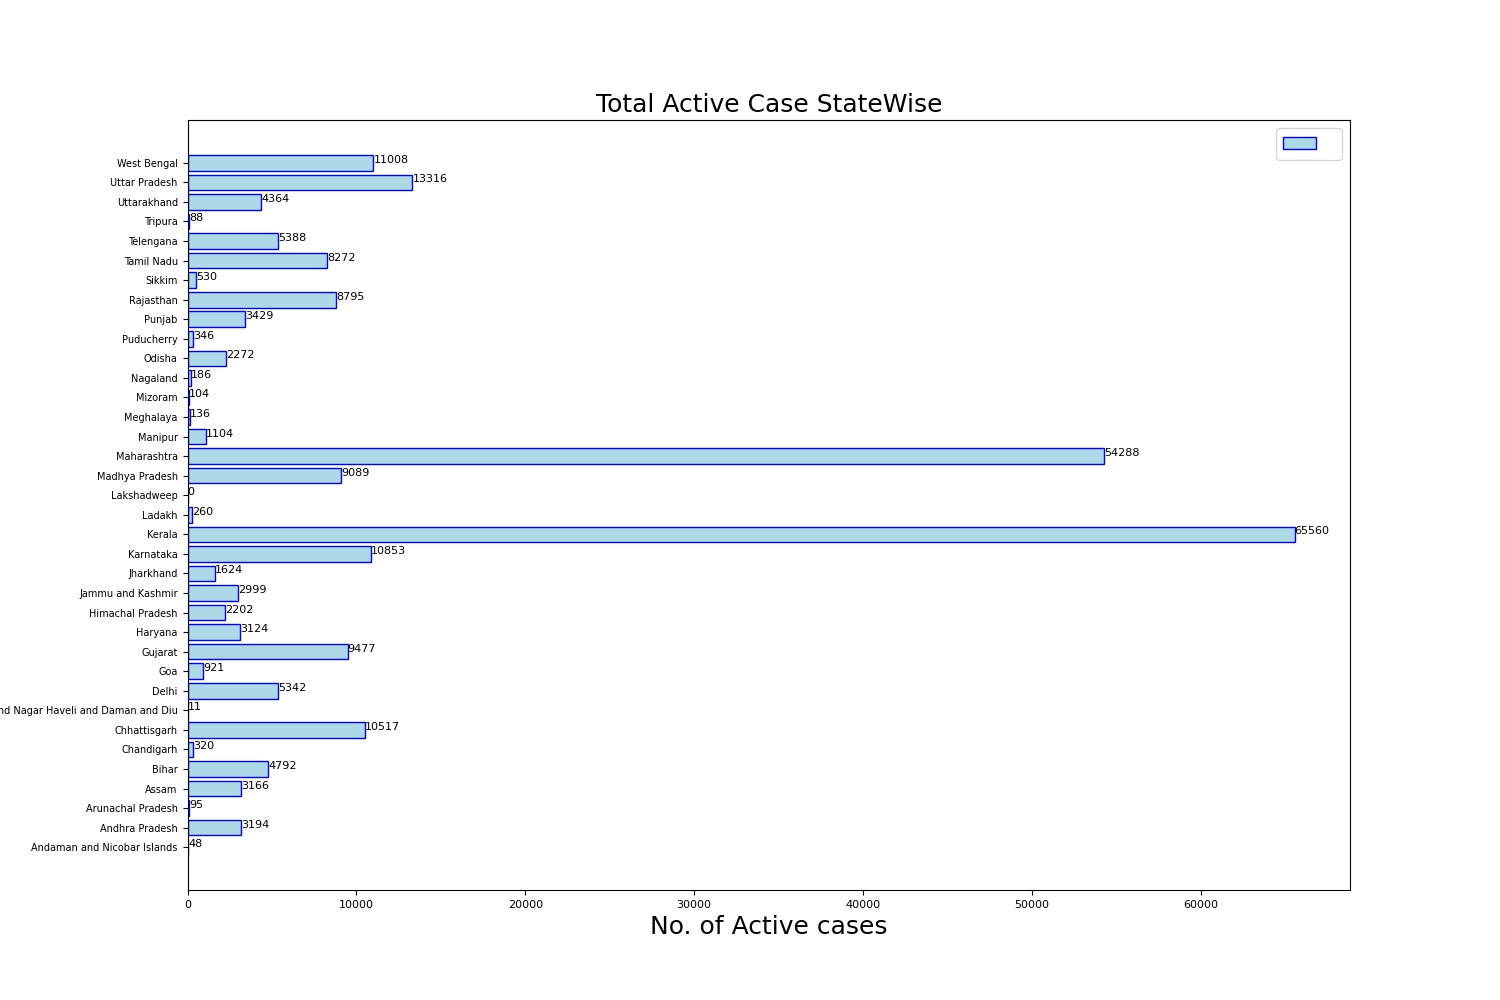 Total Active Case StateWise
West Bengal 11008
Uttar Pradesh 13316
Uttarakhand 4364
Tripura 88
Telengana 5388
Tamil Nadu 8272
Sikkim 530
Rajasthan 8795
Punjab 3429
Puducherry 346
Odisha 2272
Nagaland 186
Mizoram 104
Meghalaya 136
Manipur 1104
Maharashtra 54288
Madhya Pradesh 9089
Lakshadweep 0
Ladakh 260
Kerala 65560
Karnataka 10853
Jharkhand 1624
Jammu and Kashmir 2999
Himachal Pradesh 2202
Haryana 3124
Gujarat 9477
Goa 921
Delhi 5342
Nagar Haveli and Daman and Diu 11
Chhattisgarh 10517
Chandigarh 320
Bihar 4792
Assam 3166
Arunachal Pradesh 95
Andhra Pradesh 3194
Andaman and Nicobar Islands 48
0 10000 20000 30000 40000 50000 60000
No. of Active cases